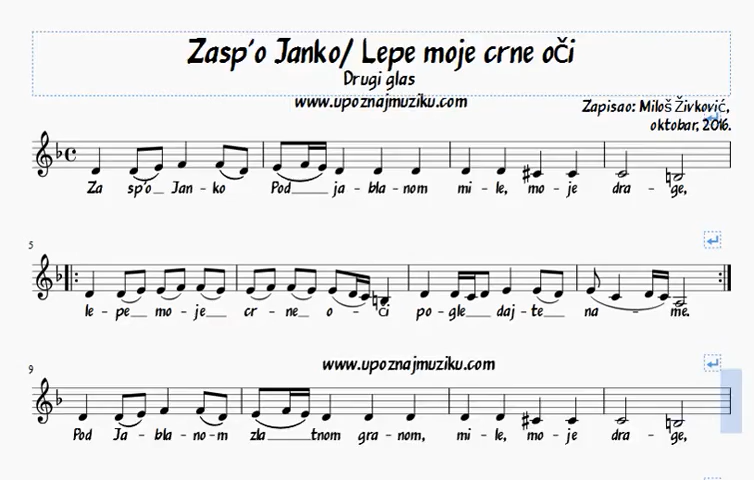 Zasp'o Janko/ Lepe moje crne oči
Drugi glas
www.upoznajmuziku.com
Zapisao: Miloš Živković,
oktobar, 2016.
Za sp'o Jan - ko Pod ja - bla - nom mi - le, mo - je dra - ge,
5
le - pe mo - je cr - ne o - či po - gle daj - te na - me.
www.upoznajmuziku.com
9
Pod Ja - bla - no - m zla tnom gra - nom, mi - le, mo - je dra - ge,